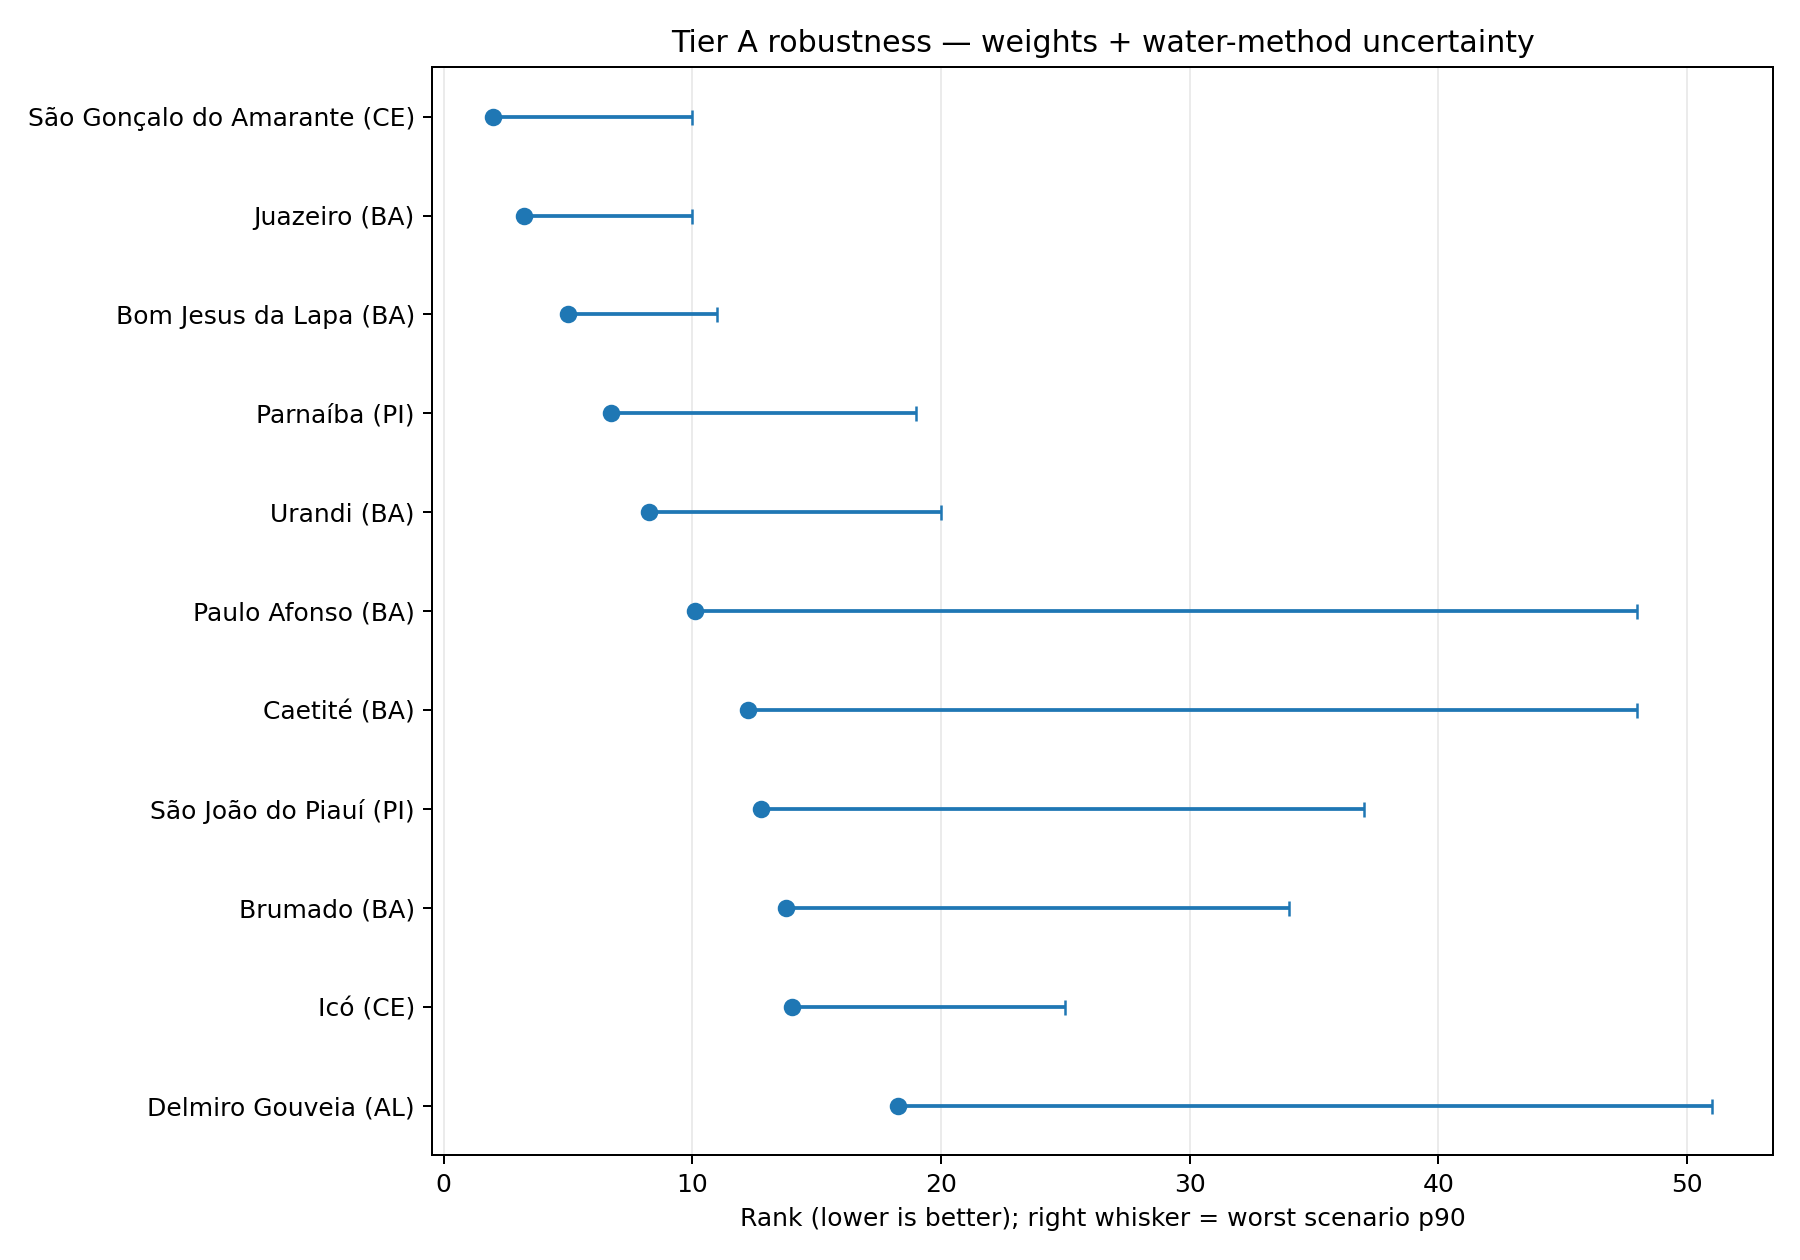 Tier A robustness — weights + water-method uncertainty
São Gonçalo do Amarante (CE)
Juazeiro (BA)
Bom Jesus da Lapa (BA)
Parnaíba (PI)
Urandi (BA)
Paulo Afonso (BA)
Caetité (BA)
São João do Piauí (PI)
Brumado (BA)
Icó (CE)
Delmiro Gouveia (AL)
0 10 20 30 40 50
Rank (lower is better); right whisker = worst scenario p90